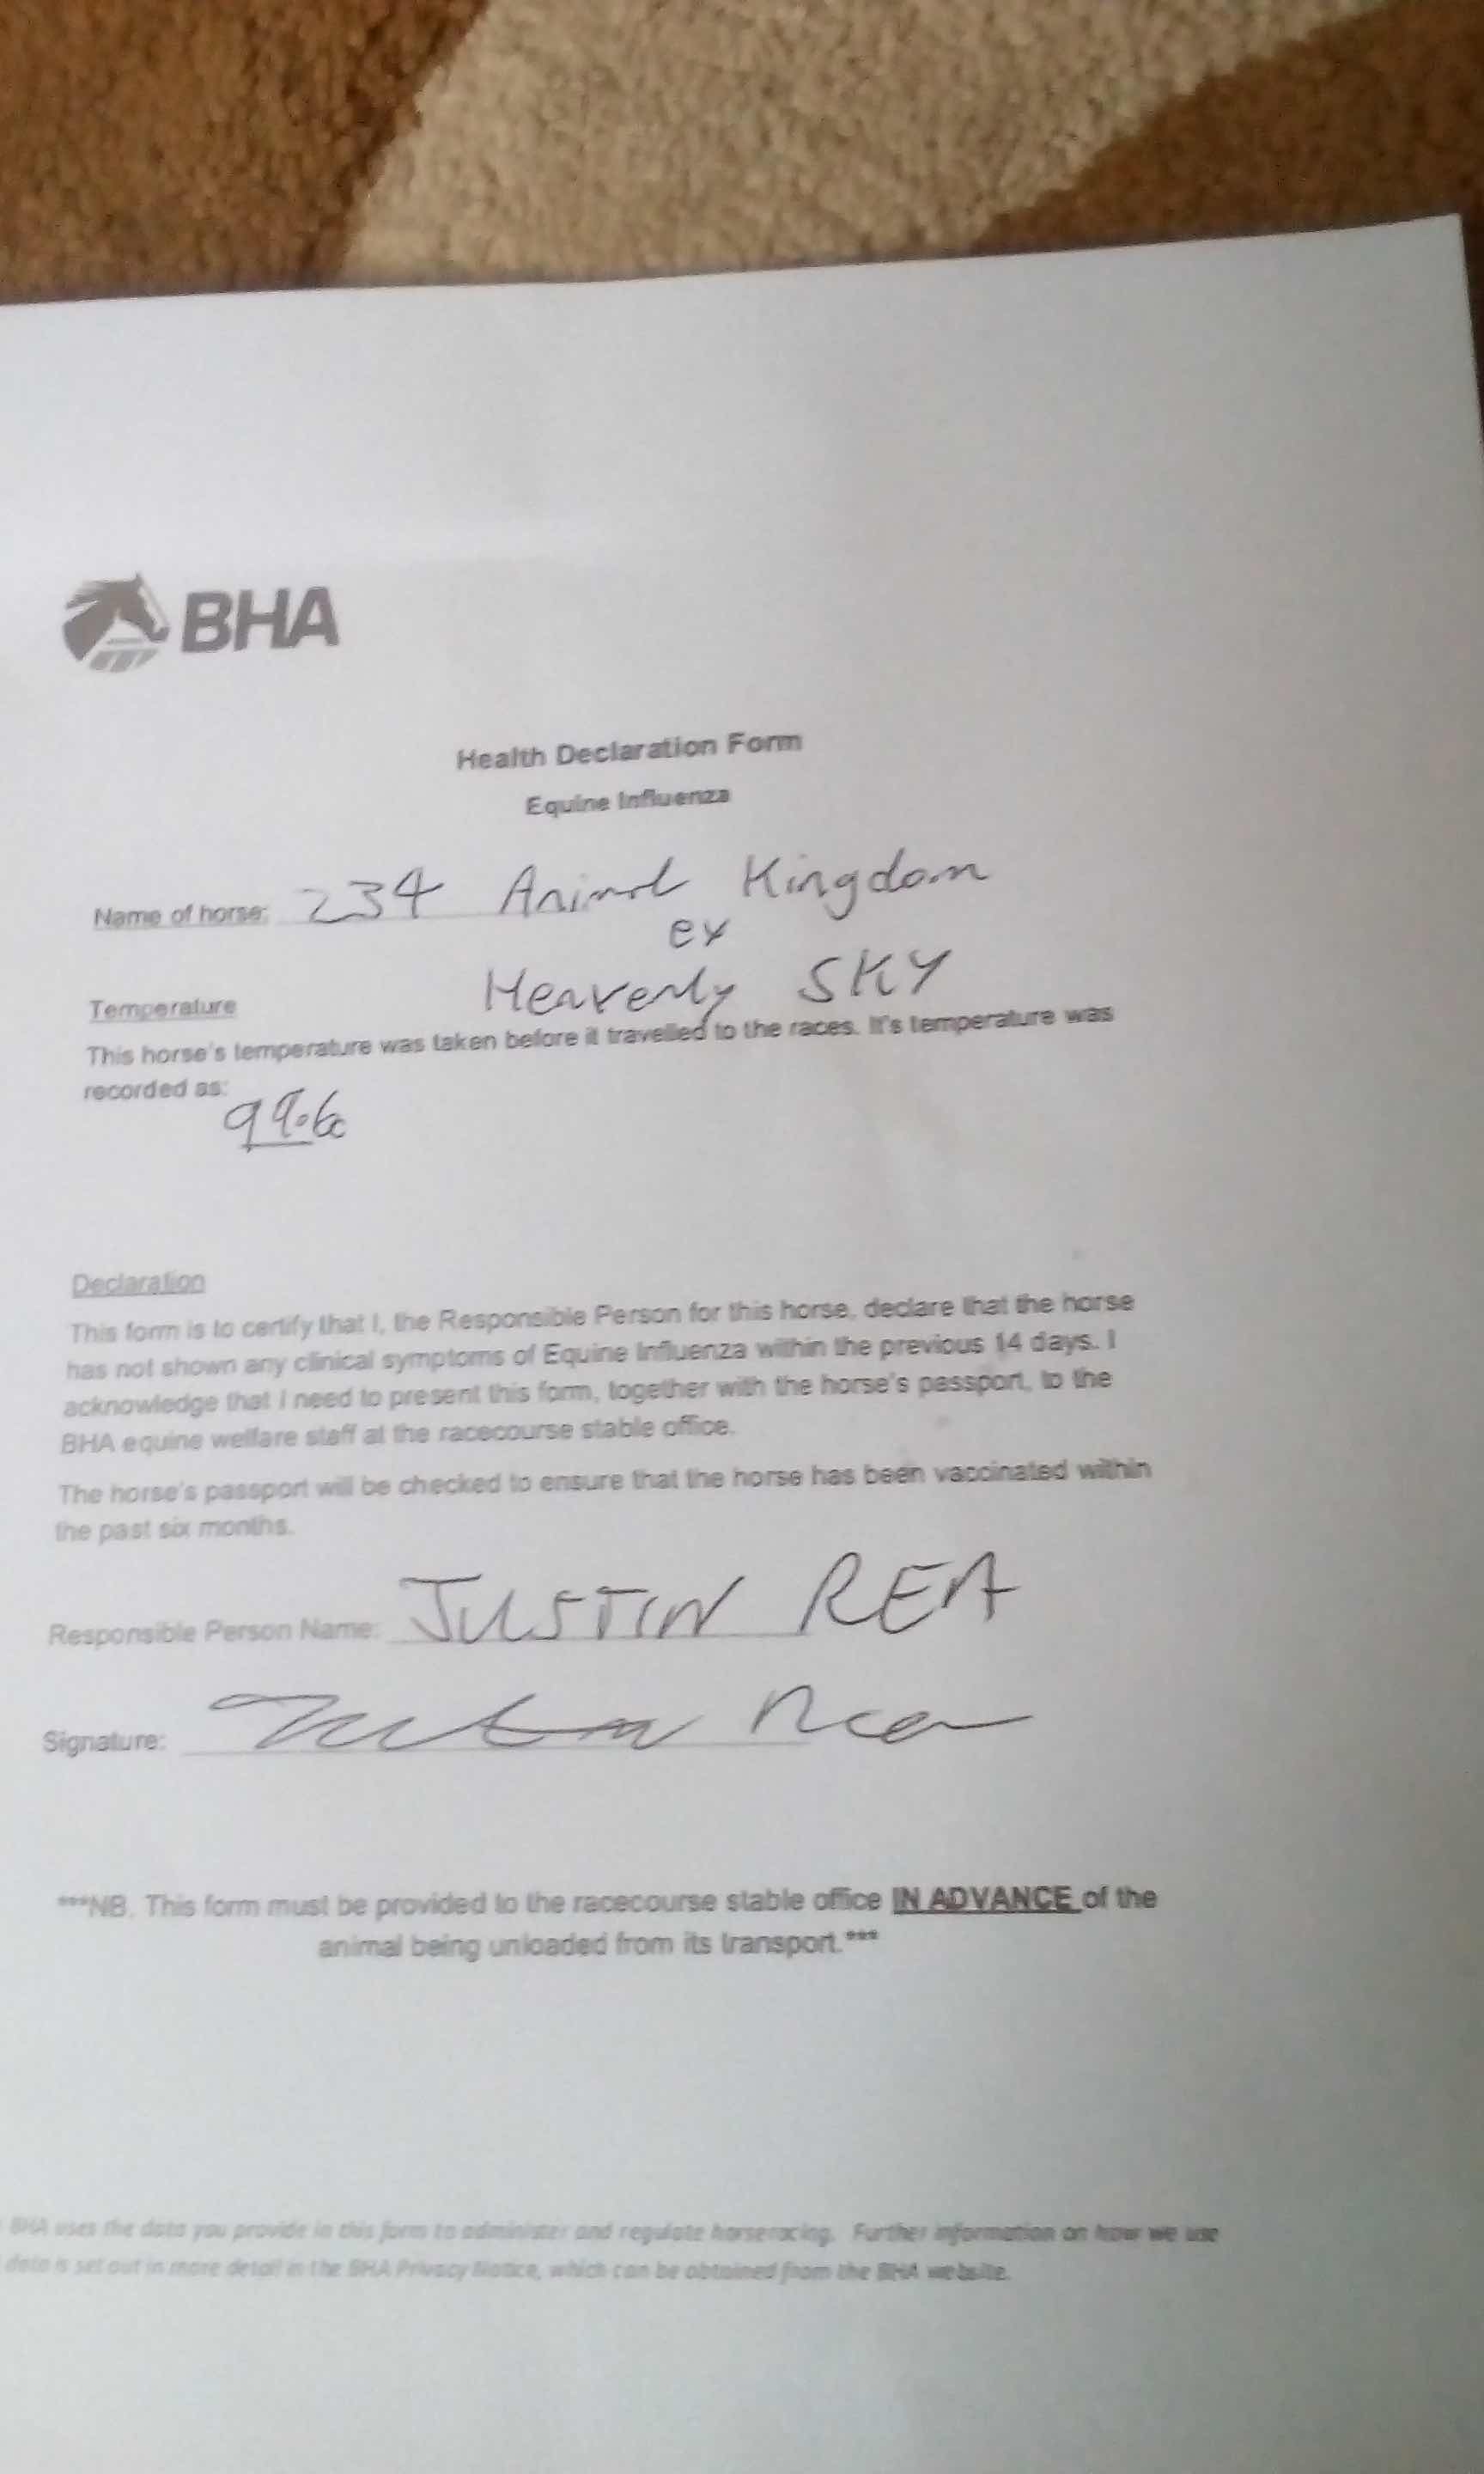 BHA
Health Declaration Form
Equine Influenza
Name of horse: 234 Animal Kingdom
ex
Heavenly SKY
Temperature
This horse's temperature was taken before it travelled to the races. It's temperature was
recorded as:
99.6
Declaration
This form is to certify that I, the Responsible Person for this horse, declare that the horse
has not shown any clinical symptoms of Equine Influenza within the previous 14 days. I
acknowledge that I need to present this form, together with the horse's passport, to the
BHA equine welfare staff at the racecourse stable office.
The horse's passport will be checked to ensure that the horse has been vaccinated within
the past six months.
Responsible Person Name: JUSTIN REA
Signature: Justin Rea
***NB. This form must be provided to the racecourse stable office IN ADVANCE of the
animal being unloaded from its transport.***
BHA uses the data you provide in this form to administer and regulate horseracing. Further information on how we use
data is set out in more detail in the BHA Privacy Notice, which can be obtained from the BHA website.